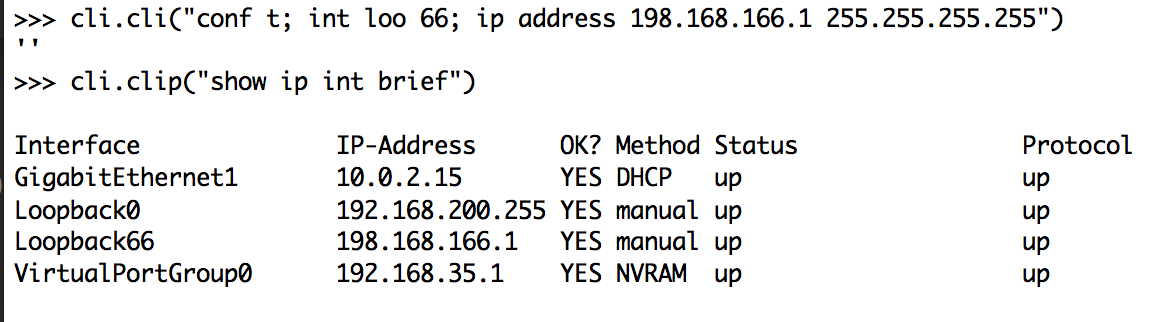 >>> cli.cli("conf t; int loo 66; ip address 198.168.166.1 255.255.255.255")
''
>>> cli.clip("show ip int brief")
Interface IP-Address OK? Method Status Protocol
GigabitEthernet1 10.0.2.15 YES DHCP up up
Loopback0 192.168.200.255 YES manual up up
Loopback66 198.168.166.1 YES manual up up
VirtualPortGroup0 192.168.35.1 YES NVRAM up up